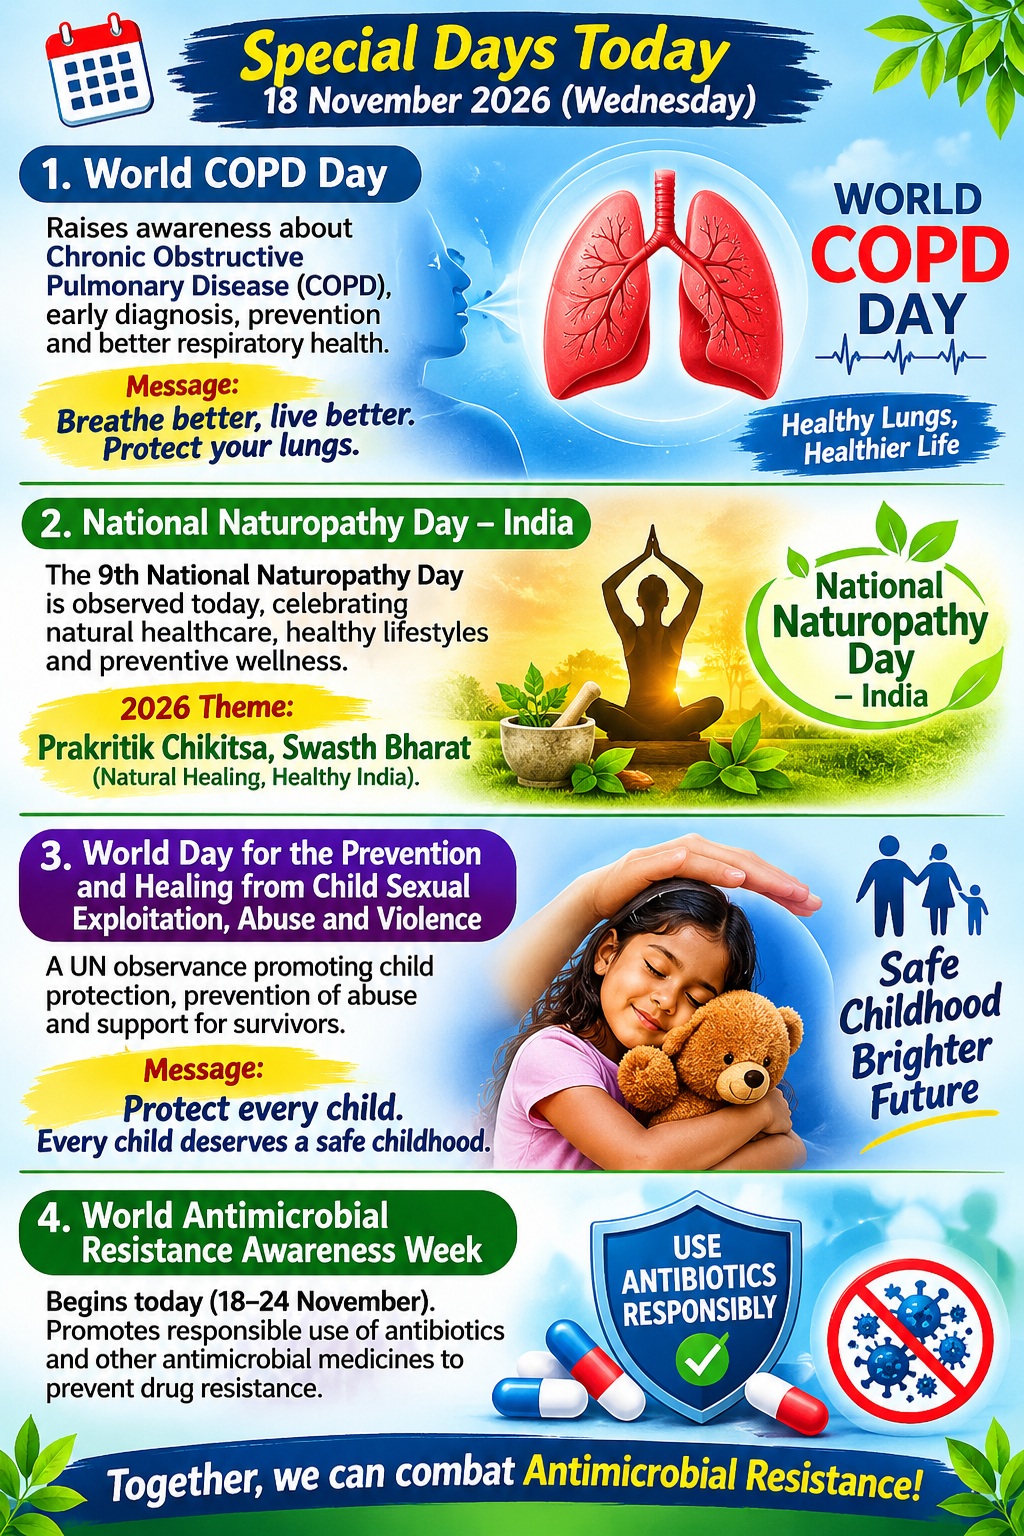 Special Days Today
18 November 2026 (Wednesday)
1. World COPD Day
Raises awareness about
Chronic Obstructive
Pulmonary Disease (COPD),
early diagnosis, prevention
and better respiratory health.
Message:
Breathe better, live better.
Protect your lungs.
WORLD
COPD
DAY
Healthy Lungs,
Healthier Life
2. National Naturopathy Day – India
The 9th National Naturopathy Day
is observed today, celebrating
natural healthcare, healthy lifestyles
and preventive wellness.
2026 Theme:
Prakritik Chikitsa, Swasth Bharat
(Natural Healing, Healthy India).
National
Naturopathy
Day
– India
3. World Day for the Prevention
and Healing from Child Sexual
Exploitation, Abuse and Violence
A UN observance promoting child
protection, prevention of abuse
and support for survivors.
Message:
Protect every child.
Every child deserves a safe childhood.
Safe
Childhood
Brighter
Future
4. World Antimicrobial
Resistance Awareness Week
Begins today (18–24 November).
Promotes responsible use of antibiotics
and other antimicrobial medicines to
prevent drug resistance.
USE
ANTIBIOTICS
RESPONSIBLY
Together, we can combat Antimicrobial Resistance!